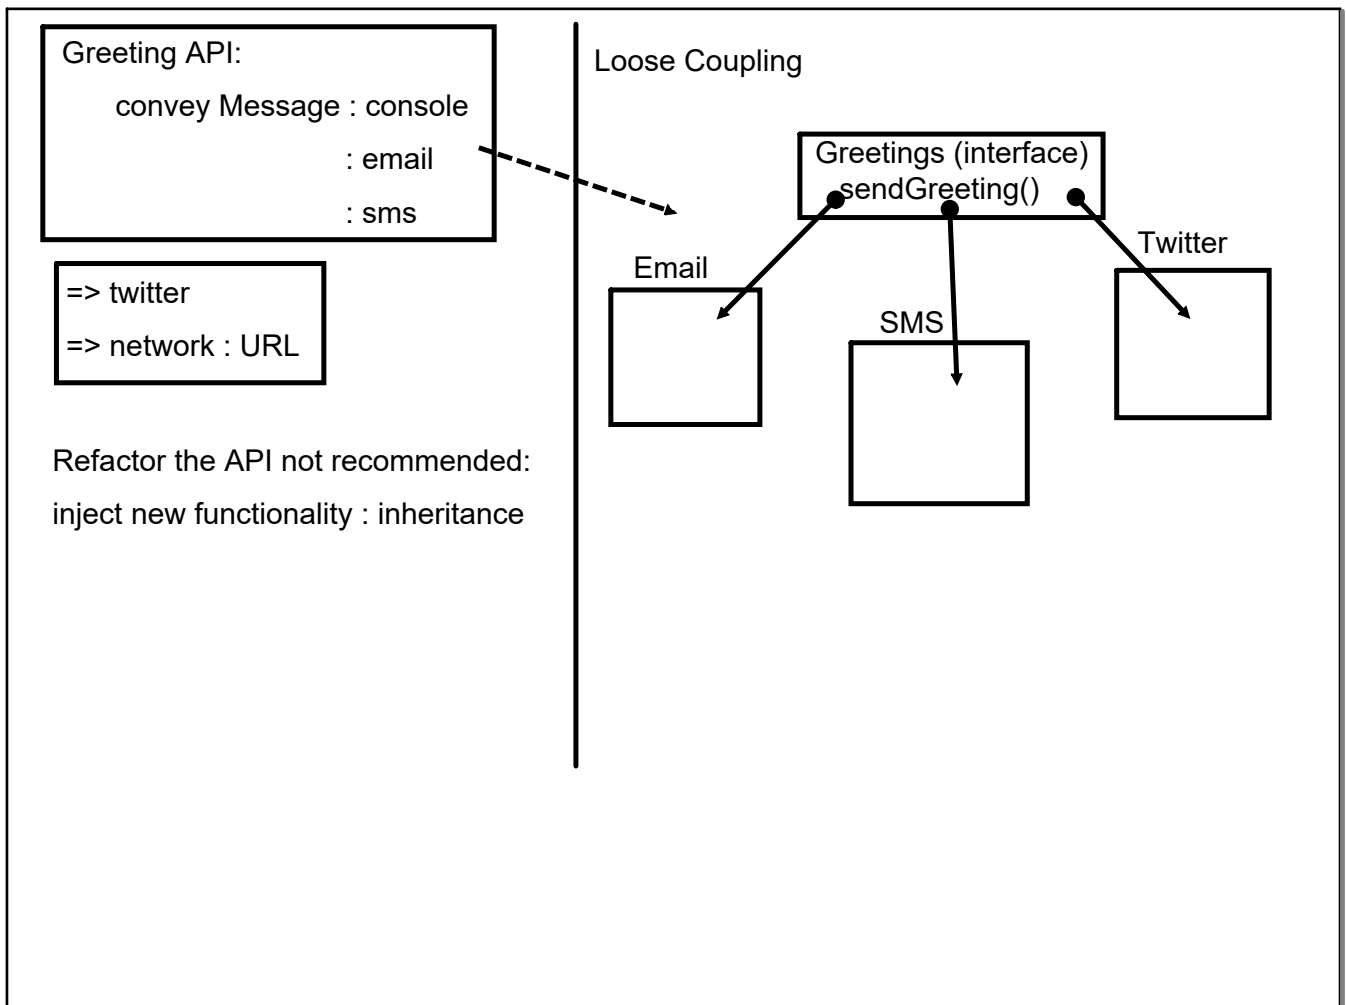 Greeting API:
convey Message : console
: email
: sms
=> twitter
=> network : URL
Refactor the API not recommended:
inject new functionality : inheritance
Loose Coupling
Greetings (interface)
sendGreeting()
Email
SMS
Twitter